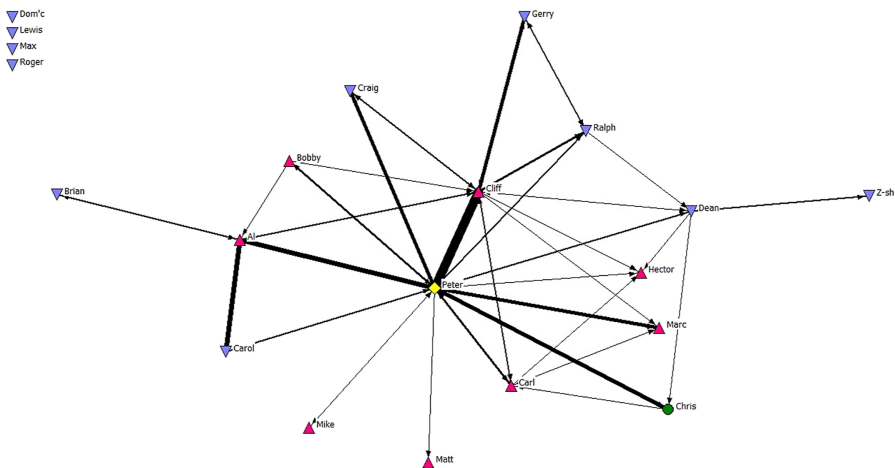 Dom'c
Gerry
Lewis
Max
Roger
Craig
Ralph
Bobby
Cliff
Brian
Z-sh
Dean
Al
Hector
Peter
Marc
Carol
Carl
Chris
Mike
Matt